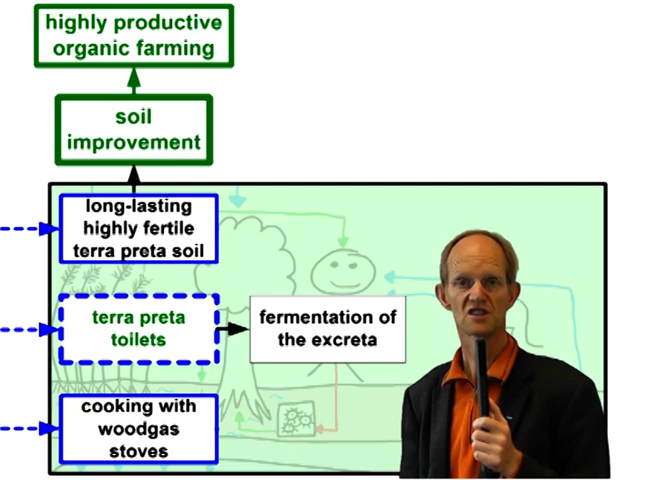 highly productive
organic farming
soil
improvement
long-lasting
highly fertile
terra preta soil
terra preta
toilets
fermentation of
the excreta
cooking with
woodgas
stoves